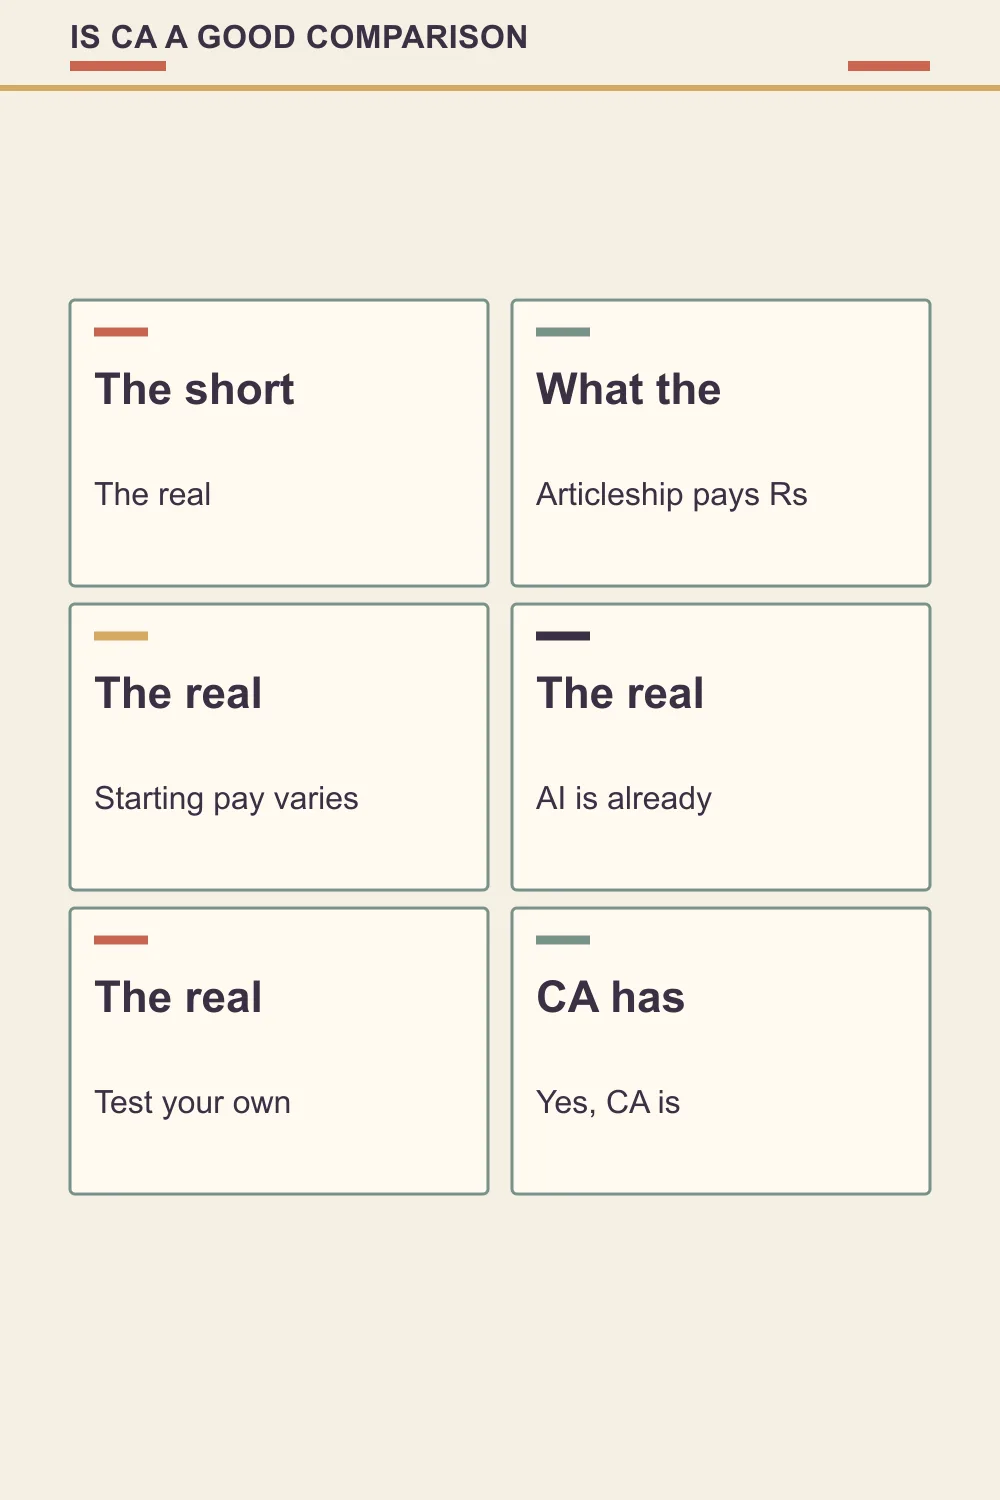 IS CA A GOOD COMPARISON
The short
The real
What the
Articleship pays Rs
The real
Starting pay varies
The real
AI is already
The real
Test your own
CA has
Yes, CA is